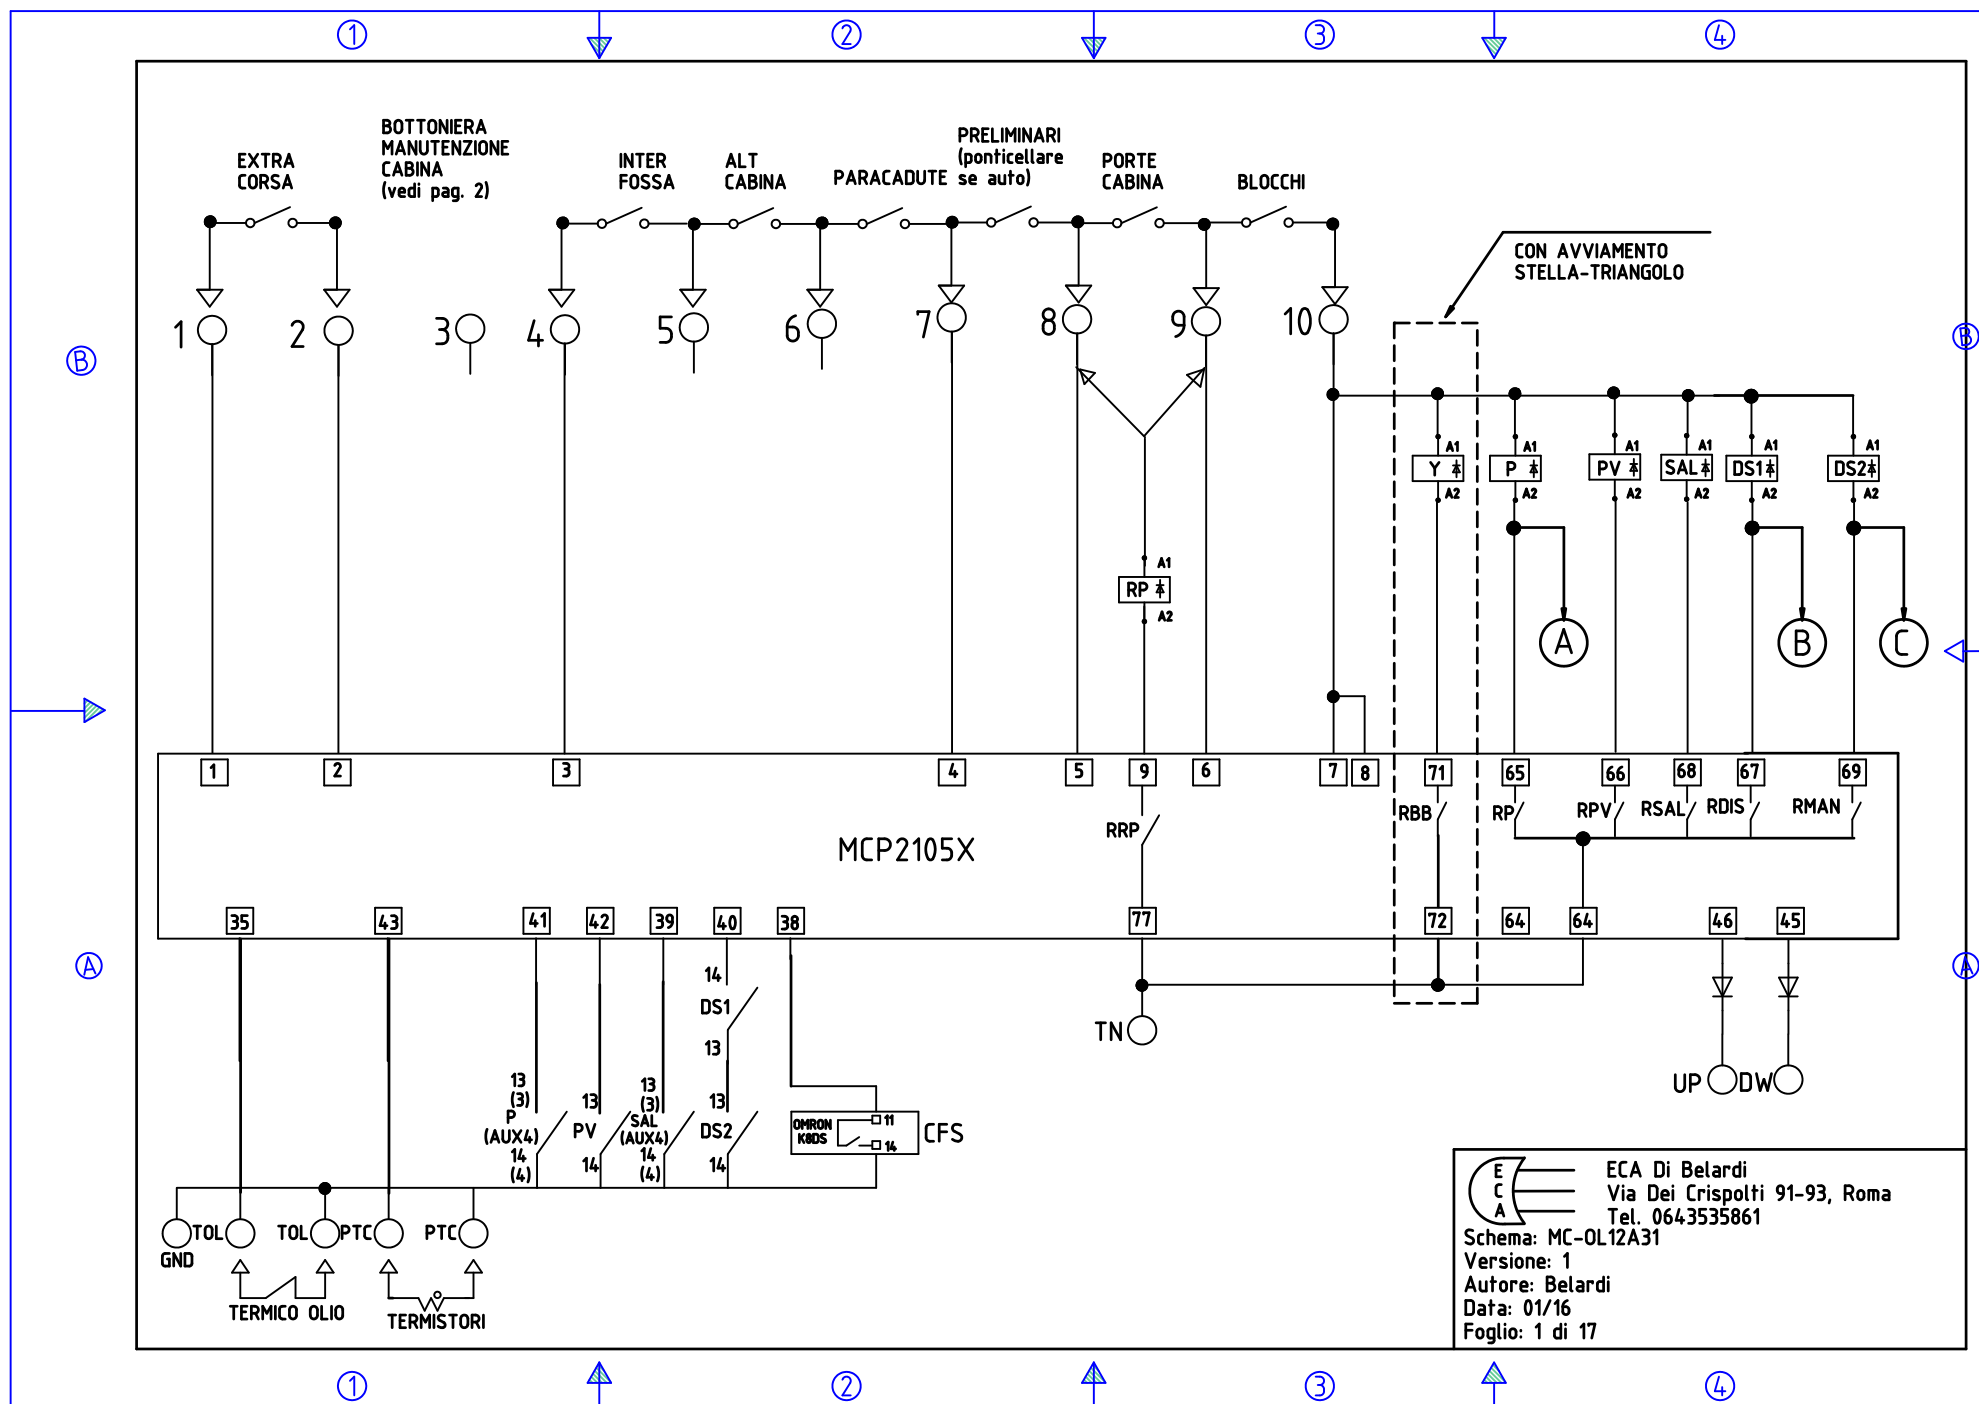 1
2
3
4
EXTRA
CORSA
BOTTONIERA
MANUTENZIONE
CABINA
(vedi pag. 2)
INTER
FOSSA
ALT
CABINA
PARACADUTE
PRELIMINARI
(ponticellare
se auto)
PORTE
CABINA
BLOCCHI
CON AVVIAMENTO
STELLA-TRIANGOLO
1
2
3
4
5
6
7
8
9
10
B
B
A1
Y
A2
A1
P
A2
A1
PV
A2
A1
SAL
A2
A1
DS1
A2
A1
DS2
A2
A1
RP
A2
A
B
C
1
2
3
4
5
9
6
7
8
71
65
66
68
67
69
RRP
RBB
RP
RPV
RSAL
RDIS
RMAN
MCP2105X
35
43
41
42
39
40
38
77
72
64
64
46
45
A
A
14
DS1
13
TN
UP
DW
13
(3)
P
(AUX4)
14
(4)
13
PV
14
13
(3)
SAL
(AUX4)
14
(4)
13
DS2
14
OMRON
K8DS
11
14
CFS
GND
TOL
TOL
PTC
PTC
TERMICO OLIO
TERMISTORI
E
C
A
ECA Di Belardi
Via Dei Crispolti 91-93, Roma
Tel. 0643535861
Schema: MC-OL12A31
Versione: 1
Autore: Belardi
Data: 01/16
Foglio: 1 di 17
1
2
3
4